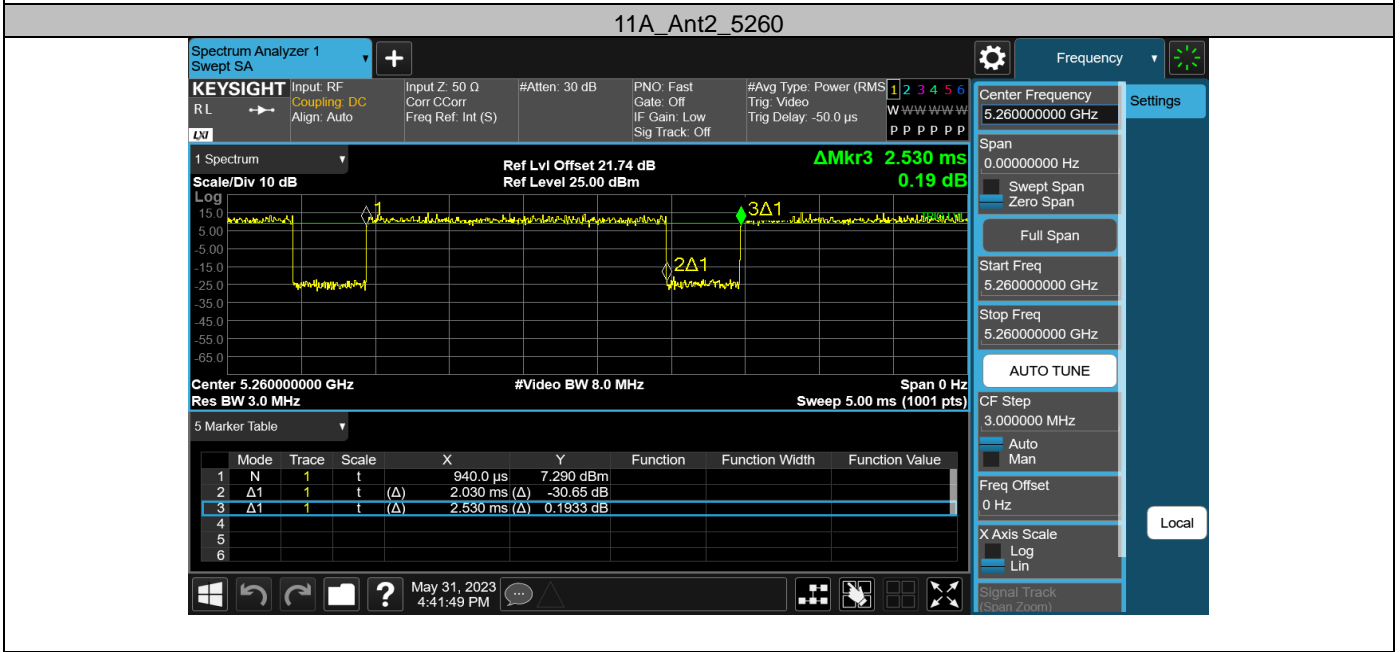 11A_Ant2_5260
Spectrum Analyzer 1
Swept SA
Frequency
KEYSIGHT
RL
LXI
Input: RF
Coupling: DC
Align: Auto
Input Z: 50 Ω
Corr CCorr
Freq Ref: Int (S)
#Atten: 30 dB
PNO: Fast
Gate: Off
IF Gain: Low
Sig Track: Off
#Avg Type: Power (RMS
Trig: Video
Trig Delay: -50.0 µs
1 2 3 4 5 6
W W W W W W
P P P P P P
1 Spectrum
Scale/Div 10 dB
Ref Lvl Offset 21.74 dB
Ref Level 25.00 dBm
ΔMkr3 2.530 ms
0.19 dB
Log
15.0
5.00
-5.00
-15.0
-25.0
-35.0
-45.0
-55.0
-65.0
1
2Δ1
3Δ1
Center 5.260000000 GHz
Res BW 3.0 MHz
#Video BW 8.0 MHz
Span 0 Hz
Sweep 5.00 ms (1001 pts)
5 Marker Table
Mode Trace Scale X Y Function Function Width Function Value
1 N 1 t 940.0 µs 7.290 dBm
2 Δ1 1 t (Δ) 2.030 ms (Δ) -30.65 dB
3 Δ1 1 t (Δ) 2.530 ms (Δ) 0.1933 dB
4
5
6
May 31, 2023
4:41:49 PM
Center Frequency
5.260000000 GHz
Span
0.00000000 Hz
Swept Span
Zero Span
Full Span
Start Freq
5.260000000 GHz
Stop Freq
5.260000000 GHz
AUTO TUNE
CF Step
3.000000 MHz
Auto
Man
Freq Offset
0 Hz
X Axis Scale
Log
Lin
Signal Track
(Span Zoom)
Settings
Local